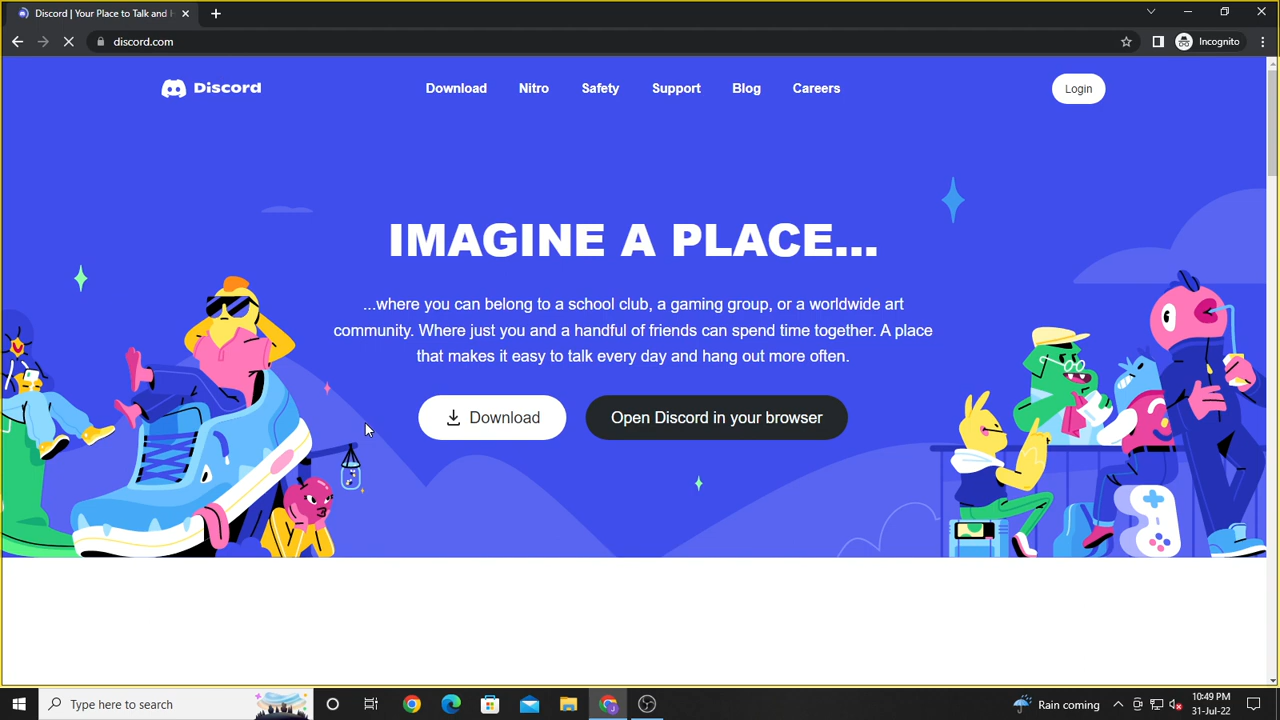 Discord | Your Place to Talk and H
discord.com
Incognito
Discord
Download
Nitro
Safety
Support
Blog
Careers
Login
IMAGINE A PLACE...
...where you can belong to a school club, a gaming group, or a worldwide art
community. Where just you and a handful of friends can spend time together. A place
that makes it easy to talk every day and hang out more often.
Download
Open Discord in your browser
Type here to search
Rain coming
10:49 PM
31-Jul-22